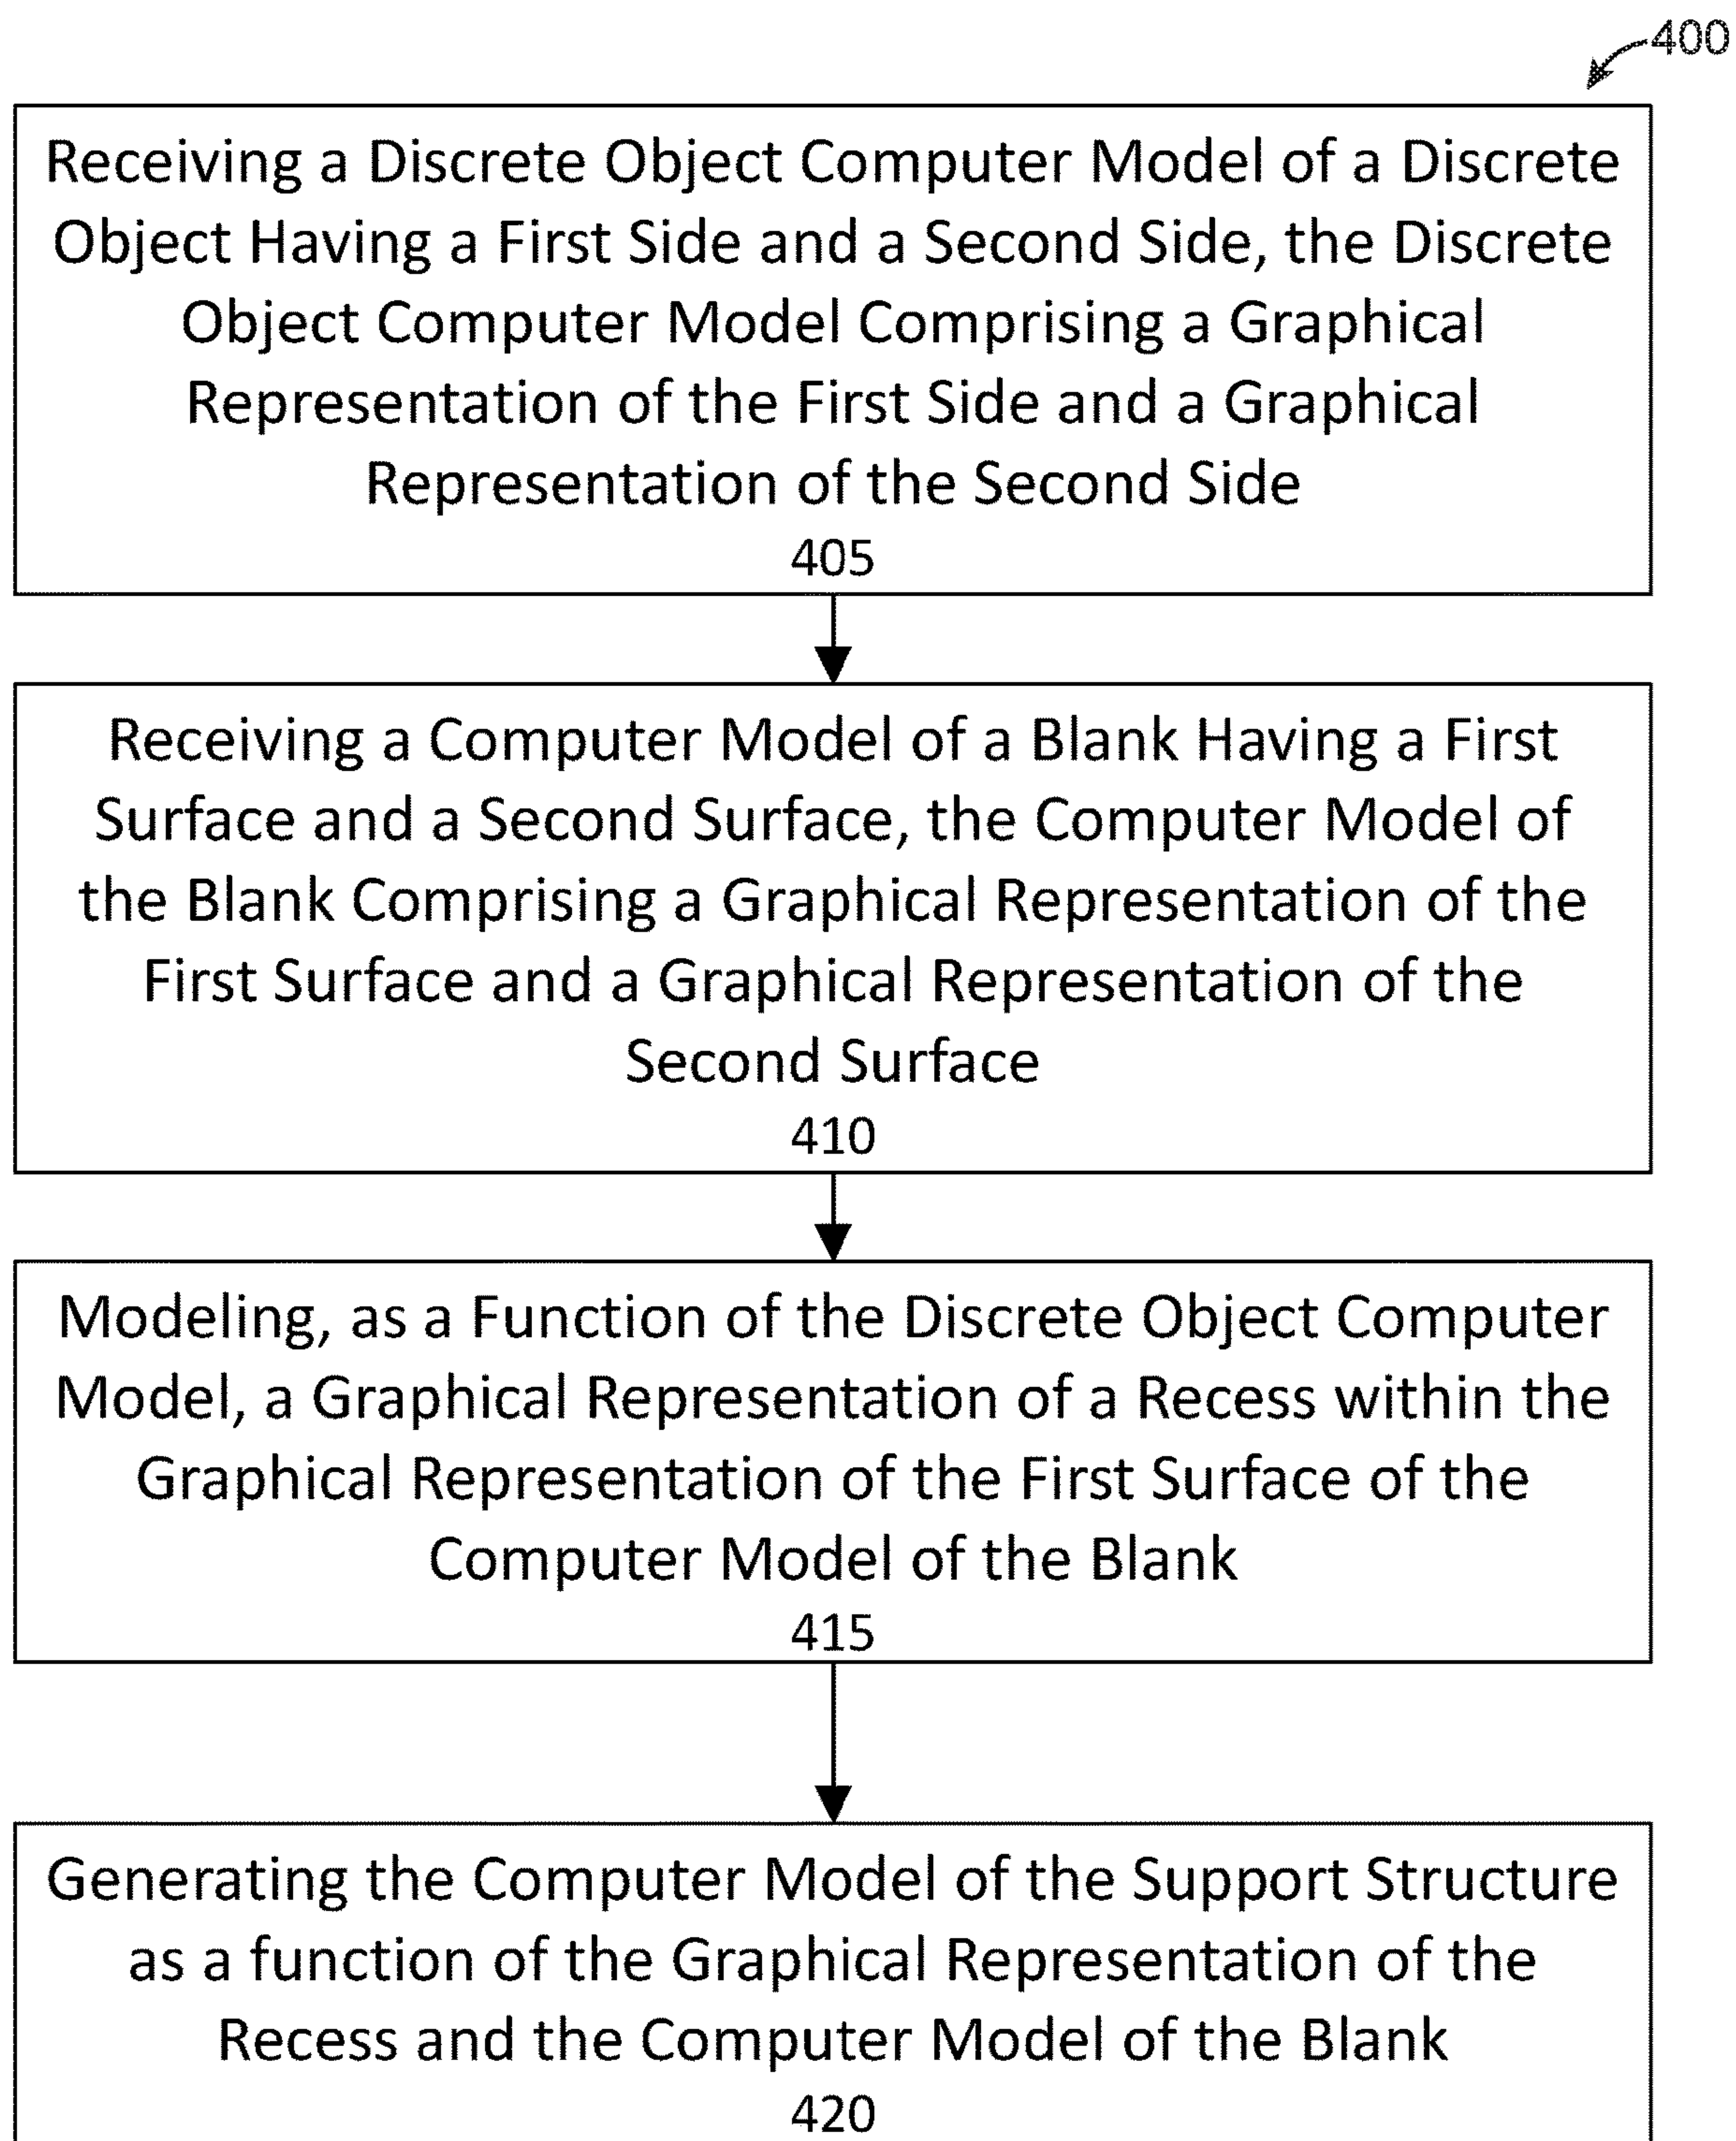 400
Receiving a Discrete Object Computer Model of a Discrete
Object Having a First Side and a Second Side, the Discrete
Object Computer Model Comprising a Graphical
Representation of the First Side and a Graphical
Representation of the Second Side
405
Receiving a Computer Model of a Blank Having a First
Surface and a Second Surface, the Computer Model of
the Blank Comprising a Graphical Representation of the
First Surface and a Graphical Representation of the
Second Surface
410
Modeling, as a Function of the Discrete Object Computer
Model, a Graphical Representation of a Recess within the
Graphical Representation of the First Surface of the
Computer Model of the Blank
415
Generating the Computer Model of the Support Structure
as a function of the Graphical Representation of the
Recess and the Computer Model of the Blank
420